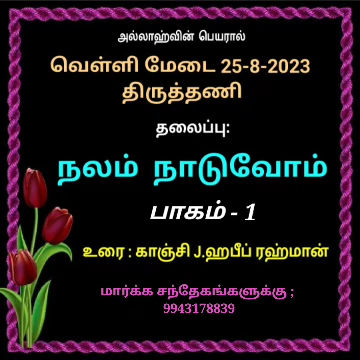 அல்லாஹ்வின் பெயரால்
வெள்ளி மேடை 25-8-2023
திருத்தணி
தலைப்பு:
நலம் நாடுவோம்
பாகம் - 1
உரை : காஞ்சி J.ஹபீப் ரஹ்மான்
மார்க்க சந்தேகங்களுக்கு ;
9943178839